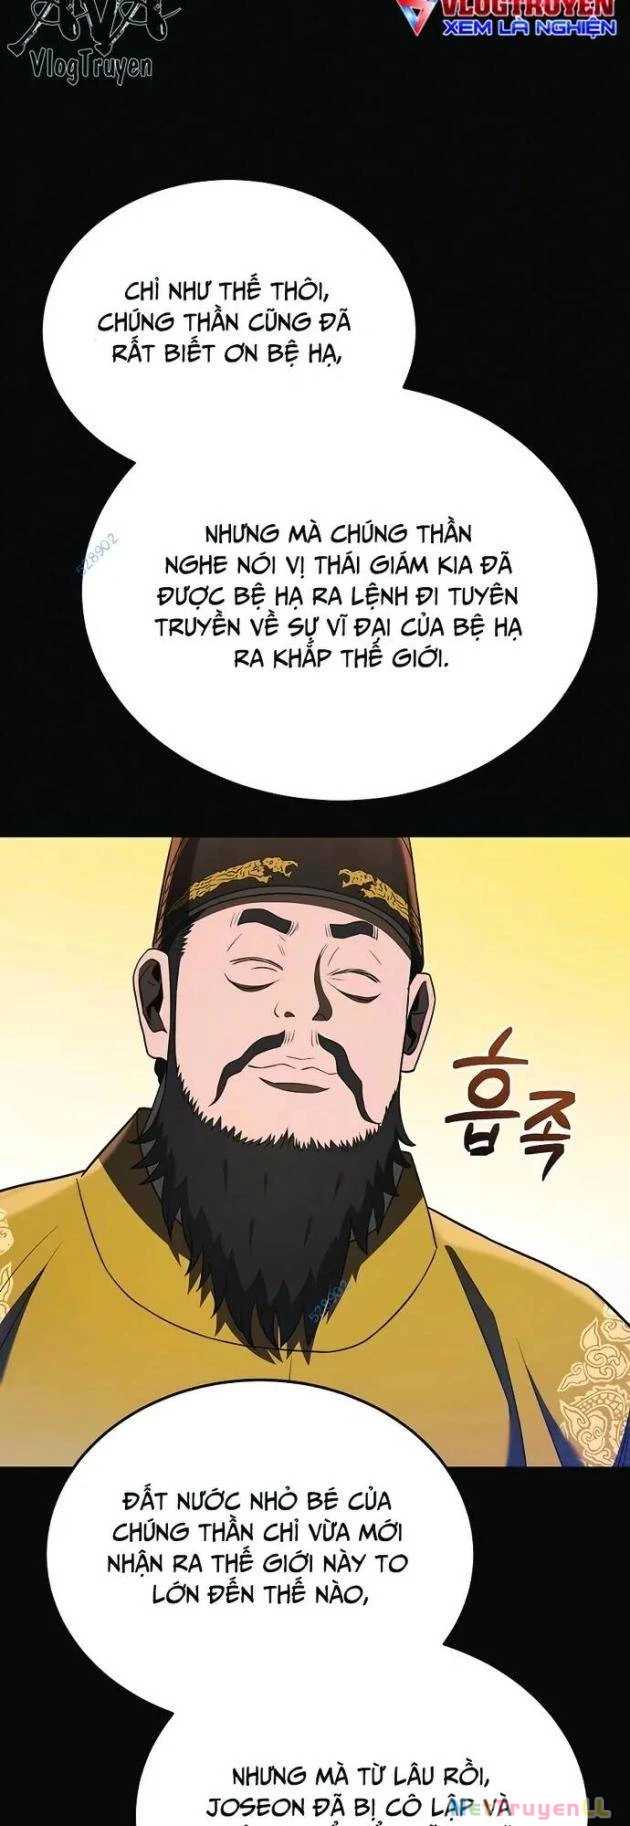 AVA
VlogTruyen
VLOGTRUYEN
XEM LÀ NGHIỆN
CHỈ NHƯ THẾ THÔI,
CHÚNG THẦN CŨNG ĐÃ
RẤT BIẾT ƠN BỆ HẠ,
NHƯNG MÀ CHÚNG THẦN
NGHE NÓI VỊ THÁI GIÁM KIA ĐÃ
ĐƯỢC BỆ HẠ RA LỆNH ĐI TUYÊN
TRUYỀN VỀ SỰ VĨ ĐẠI CỦA BỆ HẠ
RA KHẮP THẾ GIỚI.
528902
흡족
528902
ĐẤT NƯỚC NHỎ BÉ CỦA
CHÚNG THẦN CHỈ VỪA MỚI
NHẬN RA THẾ GIỚI NÀY TO
LỚN ĐẾN THẾ NÀO,
NHƯNG MÀ TỪ LÂU RỒI,
JOSEON ĐÃ BỊ CÔ LẬP VÀ